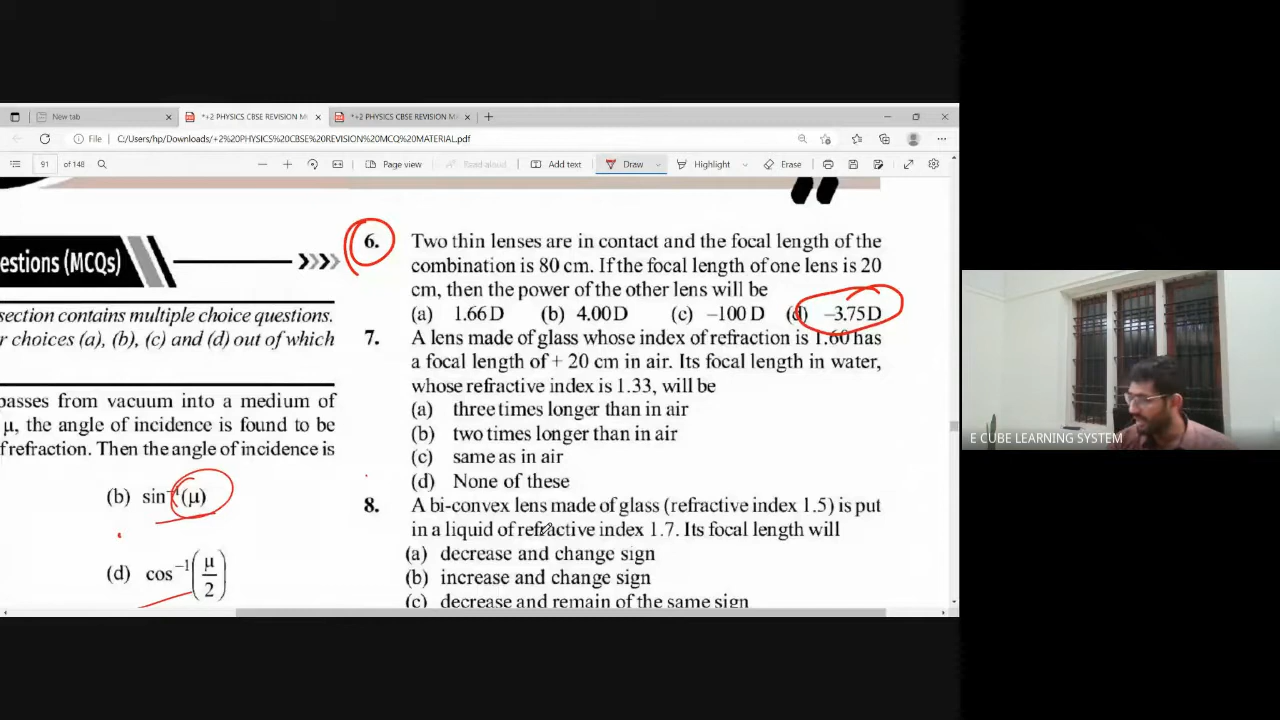 New tab
*+2 PHYSICS CBSE REVISION M
*+2 PHYSICS CBSE REVISION M
File
C:/Users/hp/Downloads/+2%20PHYSICS%20CBSE%20REVISION%20MCQ%20MATERIAL.pdf
91 of 148
Page view
Read aloud
Add text
Draw
Highlight
Erase
estions (MCQs)
section contains multiple choice questions.
r choices (a), (b), (c) and (d) out of which
passes from vacuum into a medium of
μ, the angle of incidence is found to be
of refraction. Then the angle of incidence is
(b) sin⁻¹(μ)
(d) cos⁻¹(μ/2)
6. Two thin lenses are in contact and the focal length of the
combination is 80 cm. If the focal length of one lens is 20
cm, then the power of the other lens will be
(a) 1.66 D (b) 4.00 D (c) –100 D (d) –3.75 D
7. A lens made of glass whose index of refraction is 1.60 has
a focal length of + 20 cm in air. Its focal length in water,
whose refractive index is 1.33, will be
(a) three times longer than in air
(b) two times longer than in air
(c) same as in air
(d) None of these
8. A bi-convex lens made of glass (refractive index 1.5) is put
in a liquid of refractive index 1.7. Its focal length will
(a) decrease and change sign
(b) increase and change sign
(c) decrease and remain of the same sign
E CUBE LEARNING SYSTEM